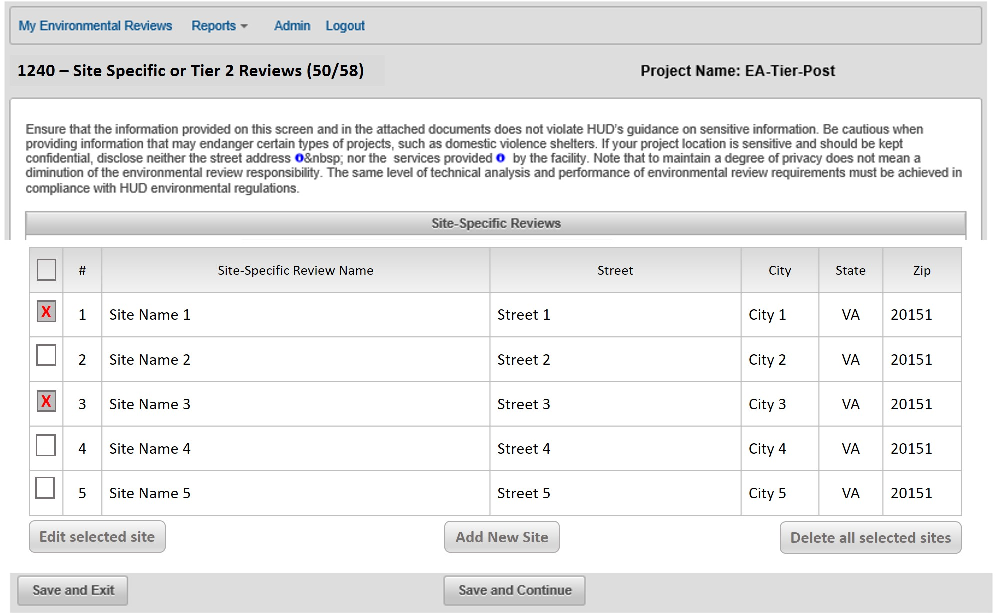 My Environmental Reviews Reports Admin Logout
1240 – Site Specific or Tier 2 Reviews (50/58) Project Name: EA-Tier-Post
Ensure that the information provided on this screen and in the attached documents does not violate HUD's guidance on sensitive information. Be cautious when
providing information that may endanger certain types of projects, such as domestic violence shelters. If your project location is sensitive and should be kept
confidential, disclose neither the street address &nbsp; nor the services provided by the facility. Note that to maintain a degree of privacy does not mean a
diminution of the environmental review responsibility. The same level of technical analysis and performance of environmental review requirements must be achieved in
compliance with HUD environmental regulations.
Site-Specific Reviews
# Site-Specific Review Name Street City State Zip
X 1 Site Name 1 Street 1 City 1 VA 20151
2 Site Name 2 Street 2 City 2 VA 20151
X 3 Site Name 3 Street 3 City 3 VA 20151
4 Site Name 4 Street 4 City 4 VA 20151
5 Site Name 5 Street 5 City 5 VA 20151
Edit selected site Add New Site Delete all selected sites
Save and Exit Save and Continue